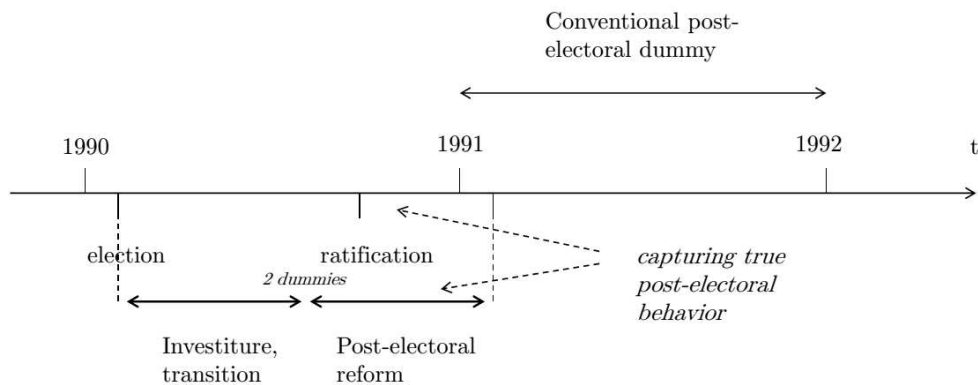 Conventional post-
electoral dummy
1990
1991
1992
t
election
ratification
2 dummies
capturing true
post-electoral
behavior
Investiture,
transition
Post-electoral
reform